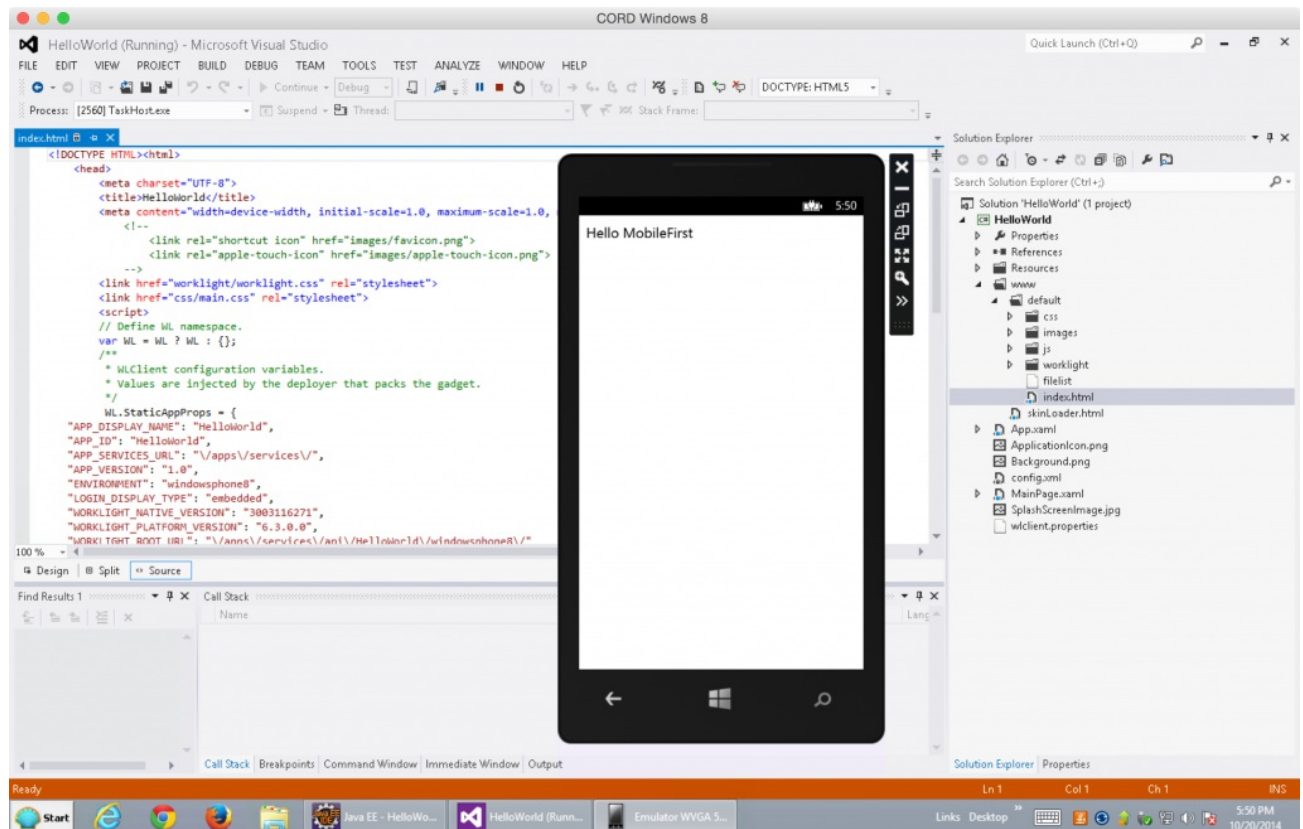 CORD Windows 8
HelloWorld (Running) - Microsoft Visual Studio
Quick Launch (Ctrl+Q)
FILE EDIT VIEW PROJECT BUILD DEBUG TEAM TOOLS TEST ANALYZE WINDOW HELP
Continue Debug DOCTYPE: HTML5
Process: [2560] TaskHost.exe Suspend Thread: Stack Frame:
index.html
<!DOCTYPE HTML><html>
<head>
<meta charset="UTF-8">
<title>HelloWorld</title>
<meta content="width=device-width, initial-scale=1.0, maximum-scale=1.0,
<!--
<link rel="shortcut icon" href="images/favicon.png">
<link rel="apple-touch-icon" href="images/apple-touch-icon.png">
-->
<link href="worklight/worklight.css" rel="stylesheet">
<link href="css/main.css" rel="stylesheet">
<script>
// Define WL namespace.
var WL = WL ? WL : {};
/**
* WLClient configuration variables.
* Values are injected by the deployer that packs the gadget.
*/
WL.StaticAppProps = {
"APP_DISPLAY_NAME": "HelloWorld",
"APP_ID": "HelloWorld",
"APP_SERVICES_URL": "\/apps\/services\/",
"APP_VERSION": "1.0",
"ENVIRONMENT": "windowsphone8",
"LOGIN_DISPLAY_TYPE": "embedded",
"WORKLIGHT_NATIVE_VERSION": "3003116271",
"WORKLIGHT_PLATFORM_VERSION": "6.3.0.0",
"WORKLIGHT_ROOT_URL": "\/apps\/services\/api\/HelloWorld\/windowsphone8\/"
100 %
Design Split Source
5:50
Hello MobileFirst
Solution Explorer
Search Solution Explorer (Ctrl+;)
Solution 'HelloWorld' (1 project)
HelloWorld
Properties
References
Resources
www
default
css
images
js
worklight
filelist
index.html
skinLoader.html
App.xaml
ApplicationIcon.png
Background.png
config.xml
MainPage.xaml
SplashScreenImage.jpg
wlclient.properties
Find Results 1
Call Stack
Name
Lang
Call Stack Breakpoints Command Window Immediate Window Output
Solution Explorer Properties
Ready
Ln 1 Col 1 Ch 1 INS
Start
Java EE - HelloWo...
HelloWorld (Runn...
Emulator WVGA 5...
Links Desktop
5:50 PM
10/20/2014